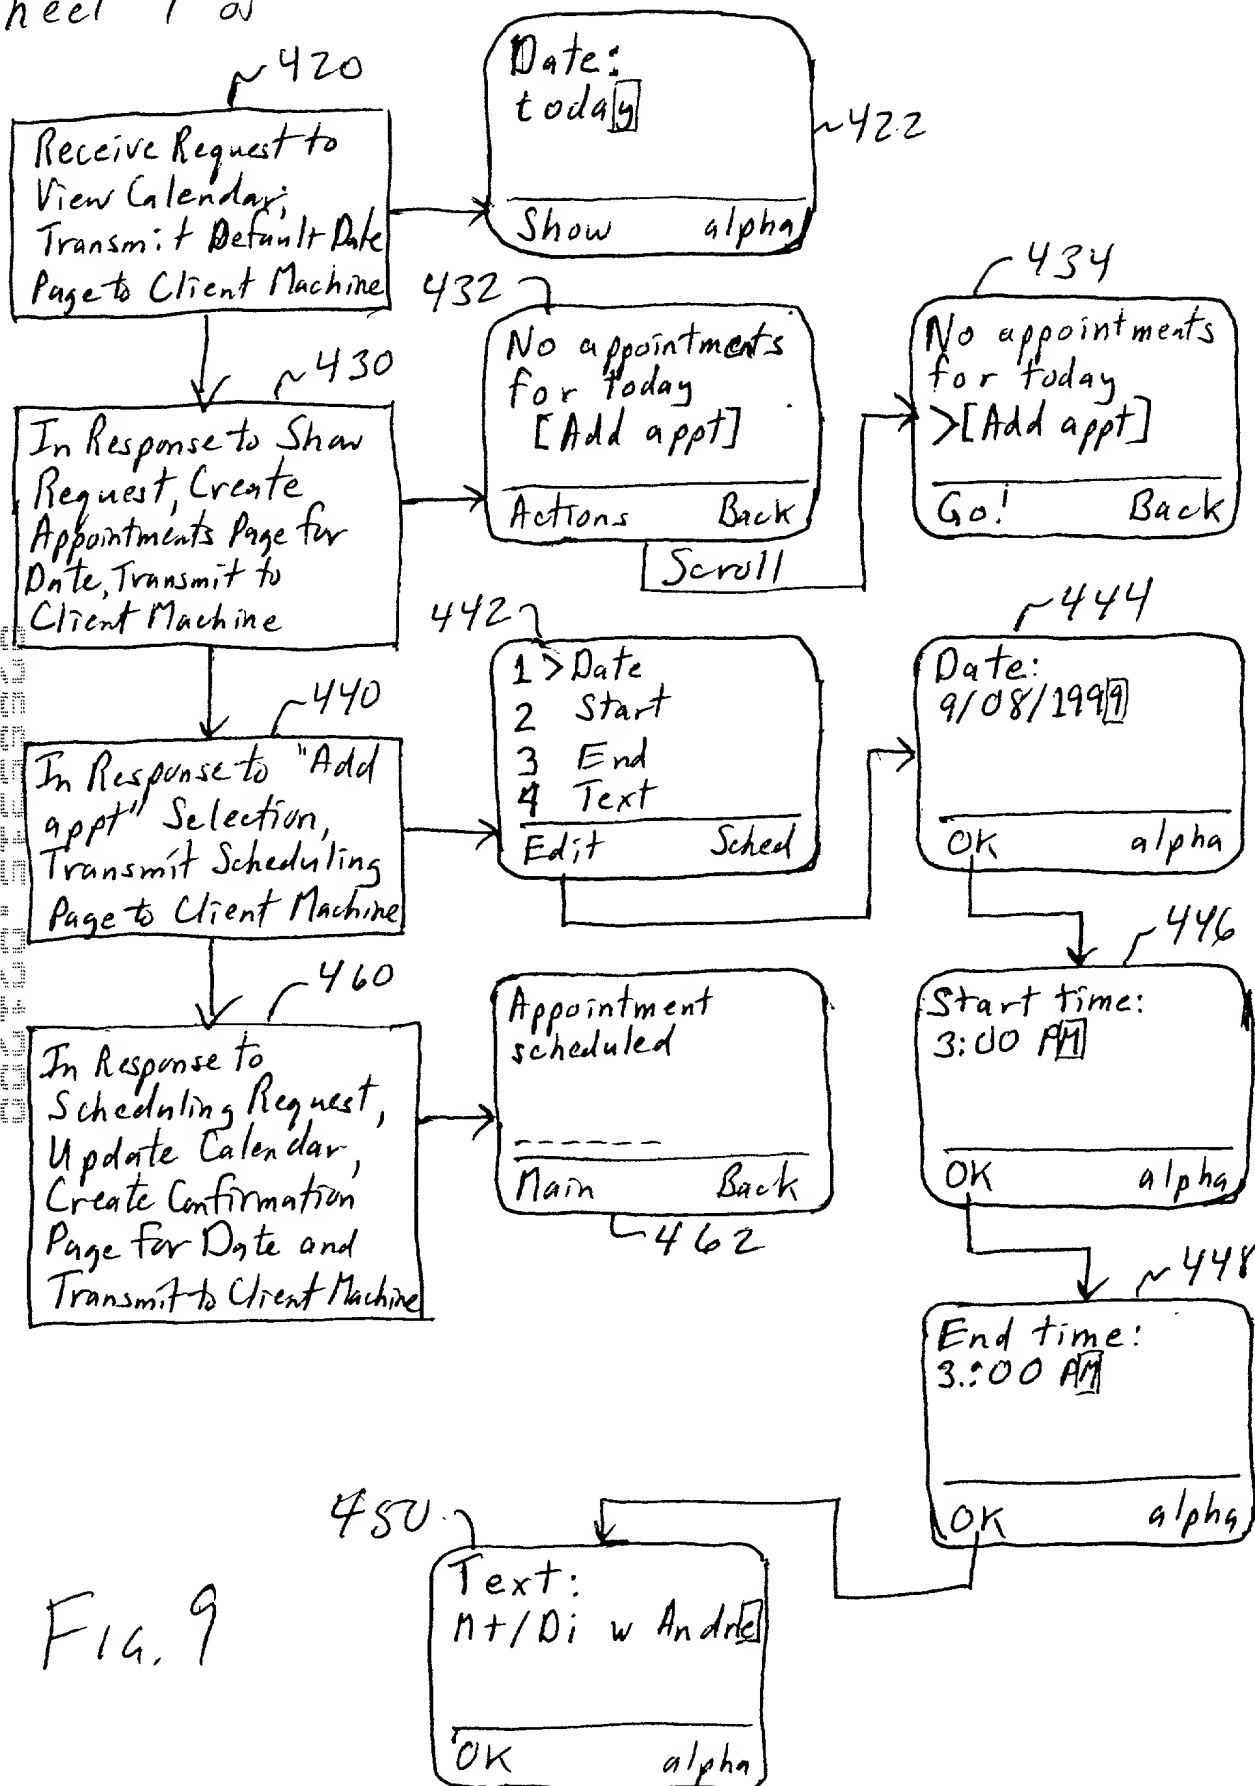 420
Date:
today
422
Receive Request to
View Calendar;
Transmit Default Date
Page to Client Machine
Show alpha
432
434
No appointments
for today
[Add appt]
Actions Back
Scroll
No appointments
for today
>[Add appt]
Go! Back
430
In Response to Show
Request, Create
Appointments Page for
Date, Transmit to
Client Machine
442
1 > Date
2 Start
3 End
4 Text
Edit Sched
444
Date:
9/08/1999
OK alpha
440
In Response to "Add
appt" Selection,
Transmit Scheduling
Page to Client Machine
446
Start time:
3:00 PM
OK alpha
460
In Response to
Scheduling Request,
Update Calendar,
Create Confirmation
Page for Date and
Transmit to Client Machine
Appointment
scheduled
------
Main Back
462
448
End time:
3:00 PM
OK alpha
450
Text:
Mt/Di w Andre
OK alpha
FIG. 9